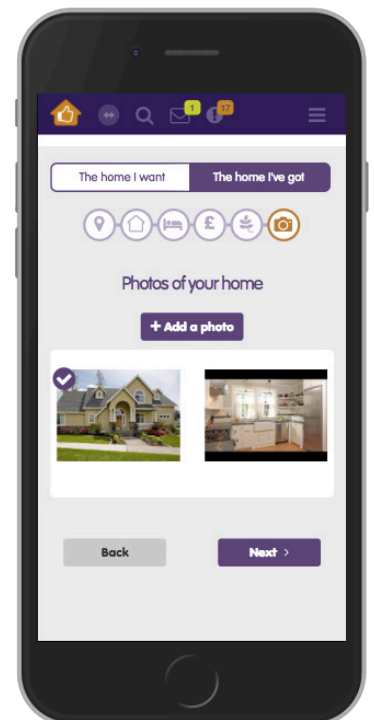 1
17
The home I want
The home I've got
£
Photos of your home
+ Add a photo
Back
Next >